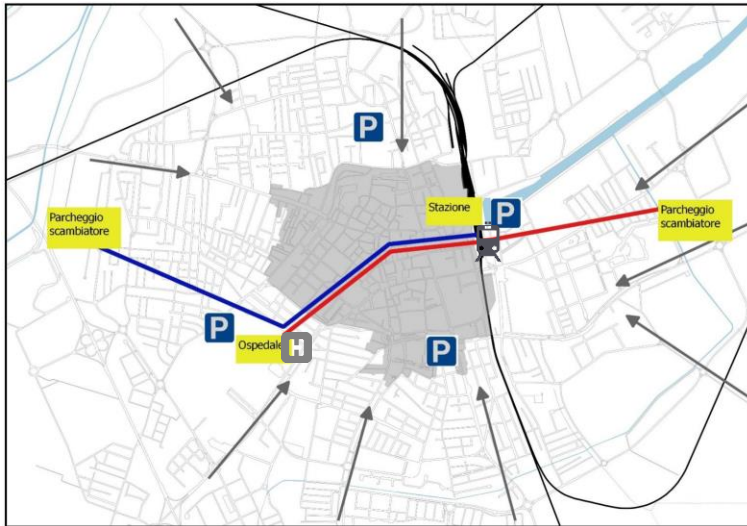 P
Stazione
P
Parcheggio
scambiatore
Parcheggio
scambiatore
P
Ospedale
H
P